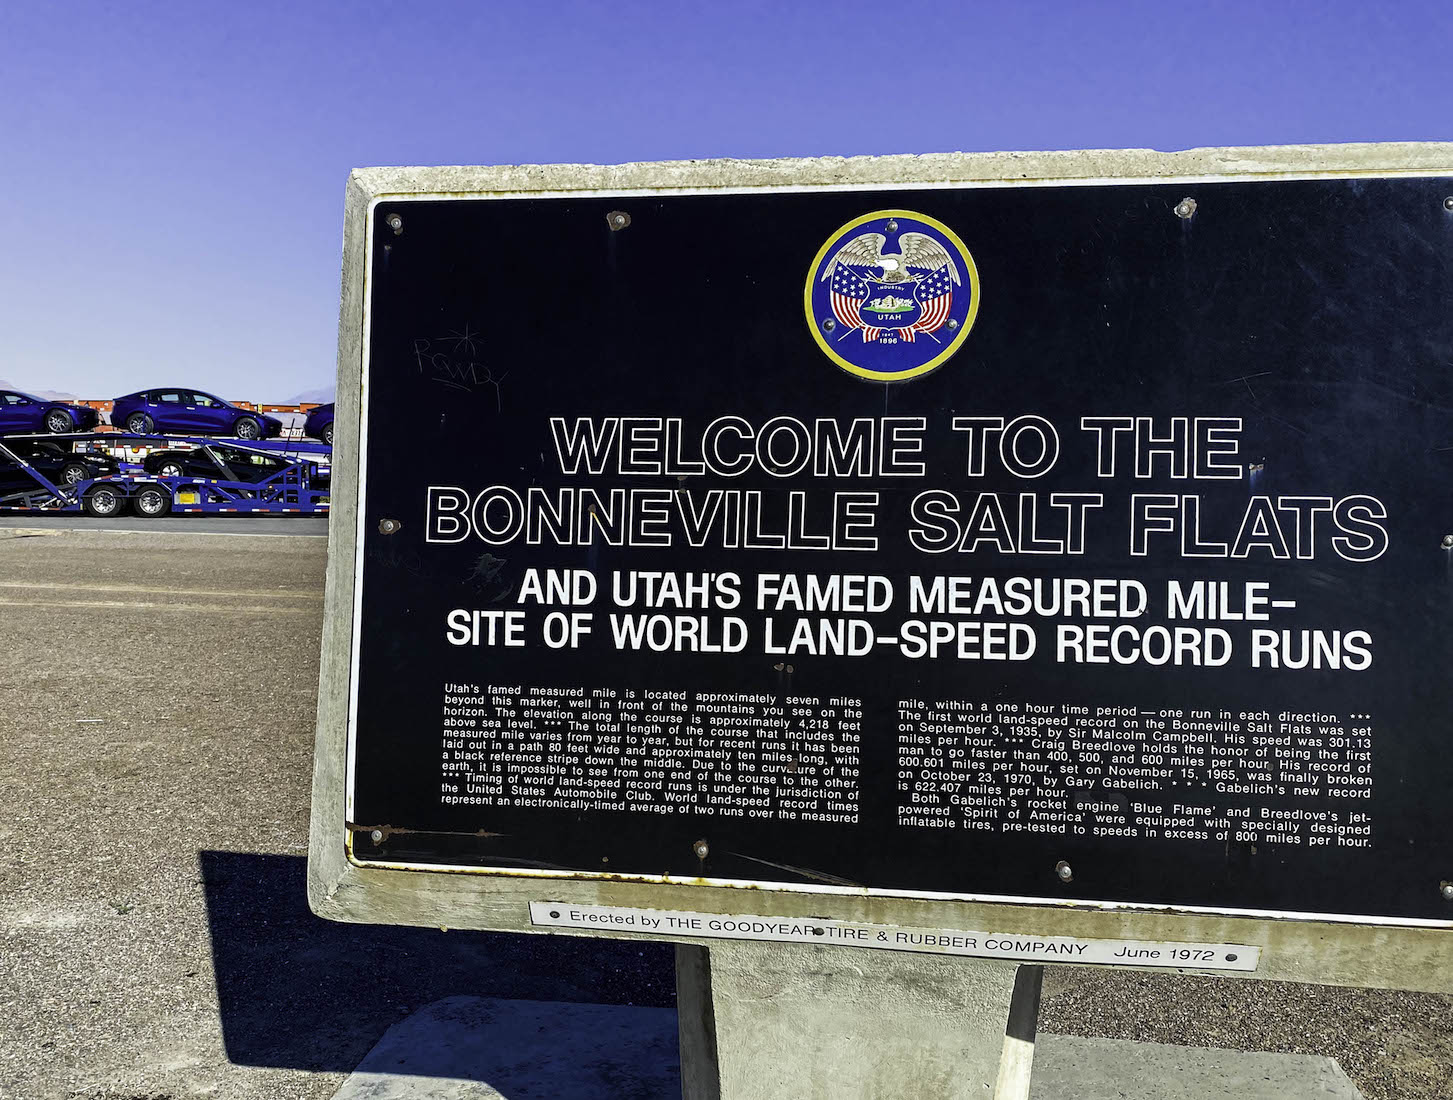 INDUSTRY
UTAH
1847
1896
ROWDY
WELCOME TO THE
BONNEVILLE SALT FLATS
AND UTAH'S FAMED MEASURED MILE–
SITE OF WORLD LAND–SPEED RECORD RUNS
Utah's famed measured mile is located approximately seven miles
beyond this marker, well in front of the mountains you see on the
horizon. The elevation along the course is approximately 4,218 feet
above sea level. *** The total length of the course that includes the
measured mile varies from year to year, but for recent runs it has been
laid out in a path 80 feet wide and approximately ten miles long, with
a black reference stripe down the middle. Due to the curvature of the
earth, it is impossible to see from one end of the course to the other.
*** Timing of world land-speed record runs is under the jurisdiction of
the United States Automobile Club. World land-speed record times
represent an electronically-timed average of two runs over the measured
mile, within a one hour time period — one run in each direction. ***
The first world land-speed record on the Bonneville Salt Flats was set
on September 3, 1935, by Sir Malcolm Campbell. His speed was 301.13
miles per hour. *** Craig Breedlove holds the honor of being the first
man to go faster than 400, 500, and 600 miles per hour. His record of
600.601 miles per hour, set on November 15, 1965, was finally broken
on October 23, 1970, by Gary Gabelich. * * * Gabelich's new record
is 622.407 miles per hour.
Both Gabelich's rocket engine 'Blue Flame' and Breedlove's jet-
powered 'Spirit of America' were equipped with specially designed
inflatable tires, pre-tested to speeds in excess of 800 miles per hour.
Erected by THE GOODYEAR TIRE & RUBBER COMPANY June 1972